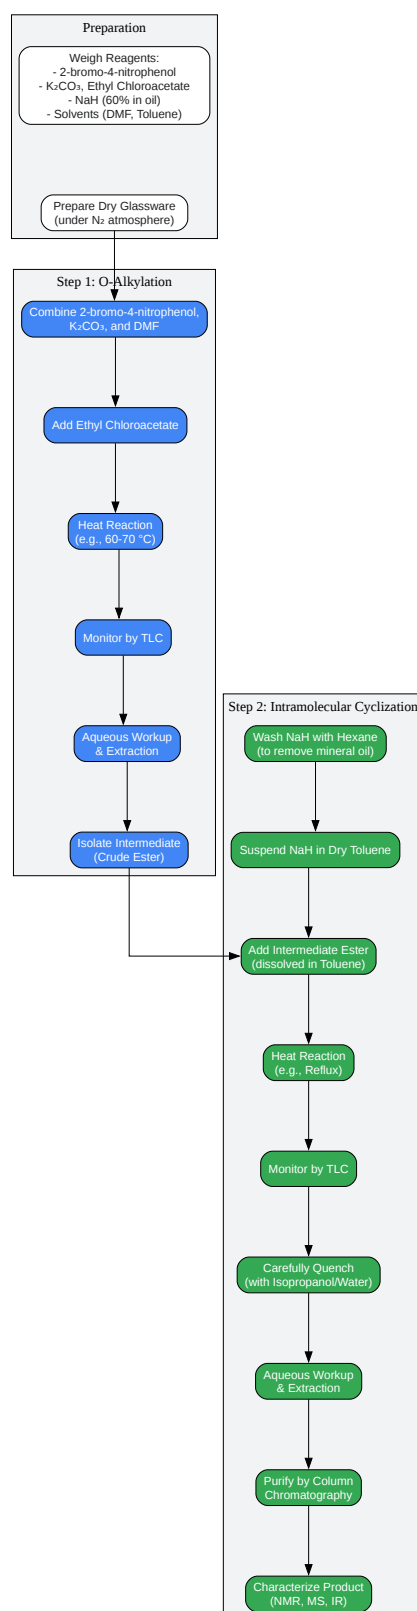 Preparation
Weigh Reagents:
- 2-bromo-4-nitrophenol
- K₂CO₃, Ethyl Chloroacetate
- NaH (60% in oil)
- Solvents (DMF, Toluene)
Prepare Dry Glassware
(under N₂ atmosphere)
Step 1: O-Alkylation
Combine 2-bromo-4-nitrophenol,
K₂CO₃, and DMF
Add Ethyl Chloroacetate
Heat Reaction
(e.g., 60-70 °C)
Monitor by TLC
Aqueous Workup
& Extraction
Isolate Intermediate
(Crude Ester)
Step 2: Intramolecular Cyclization
Wash NaH with Hexane
(to remove mineral oil)
Suspend NaH in Dry Toluene
Add Intermediate Ester
(dissolved in Toluene)
Heat Reaction
(e.g., Reflux)
Monitor by TLC
Carefully Quench
(with Isopropanol/Water)
Aqueous Workup
& Extraction
Purify by Column
Chromatography
Characterize Product
(NMR, MS, IR)